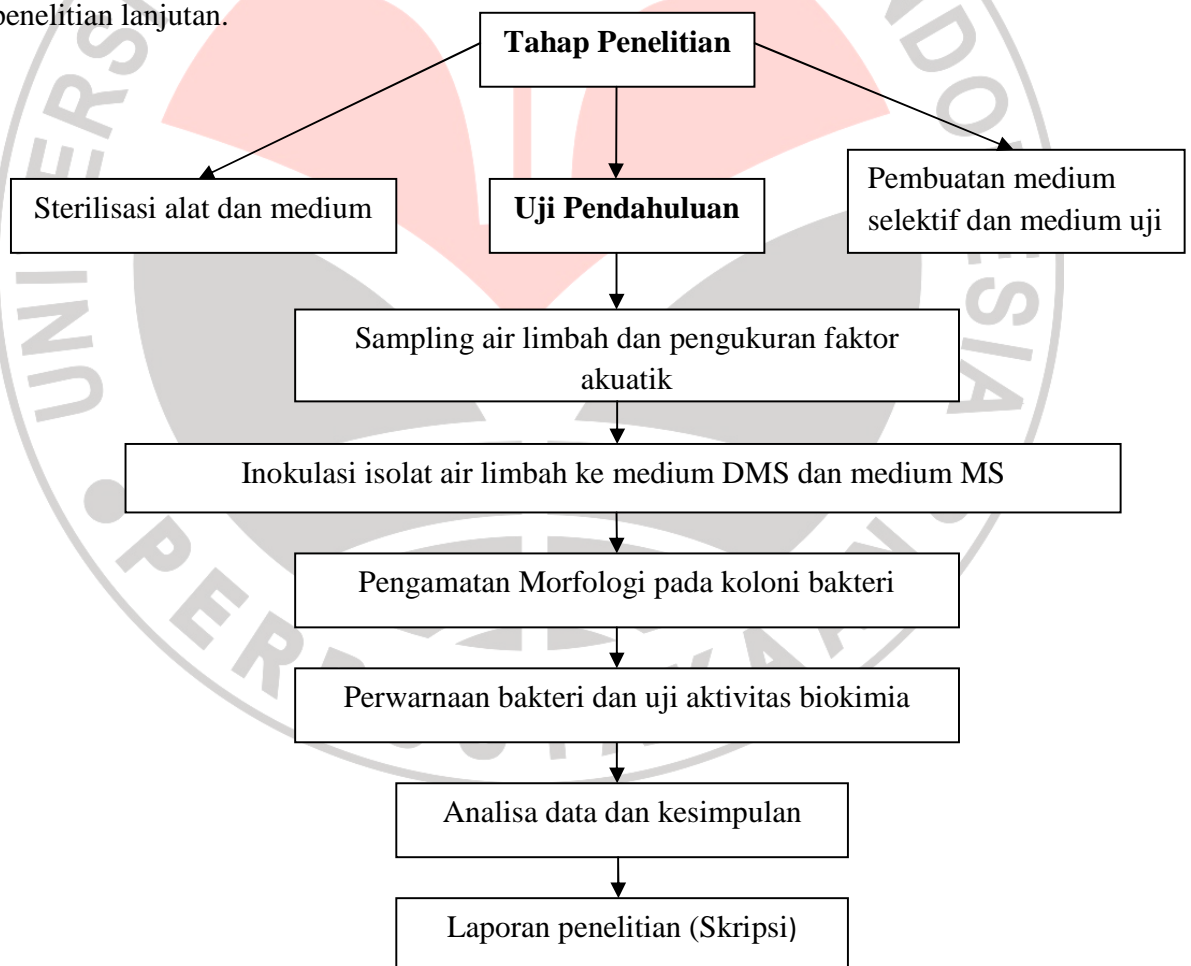 penelitian lanjutan.
Tahap Penelitian
Sterilisasi alat dan medium
Uji Pendahuluan
Pembuatan medium
selektif dan medium uji
Sampling air limbah dan pengukuran faktor
akuatik
Inokulasi isolat air limbah ke medium DMS dan medium MS
Pengamatan Morfologi pada koloni bakteri
Perwarnaan bakteri dan uji aktivitas biokimia
Analisa data dan kesimpulan
Laporan penelitian (Skripsi)